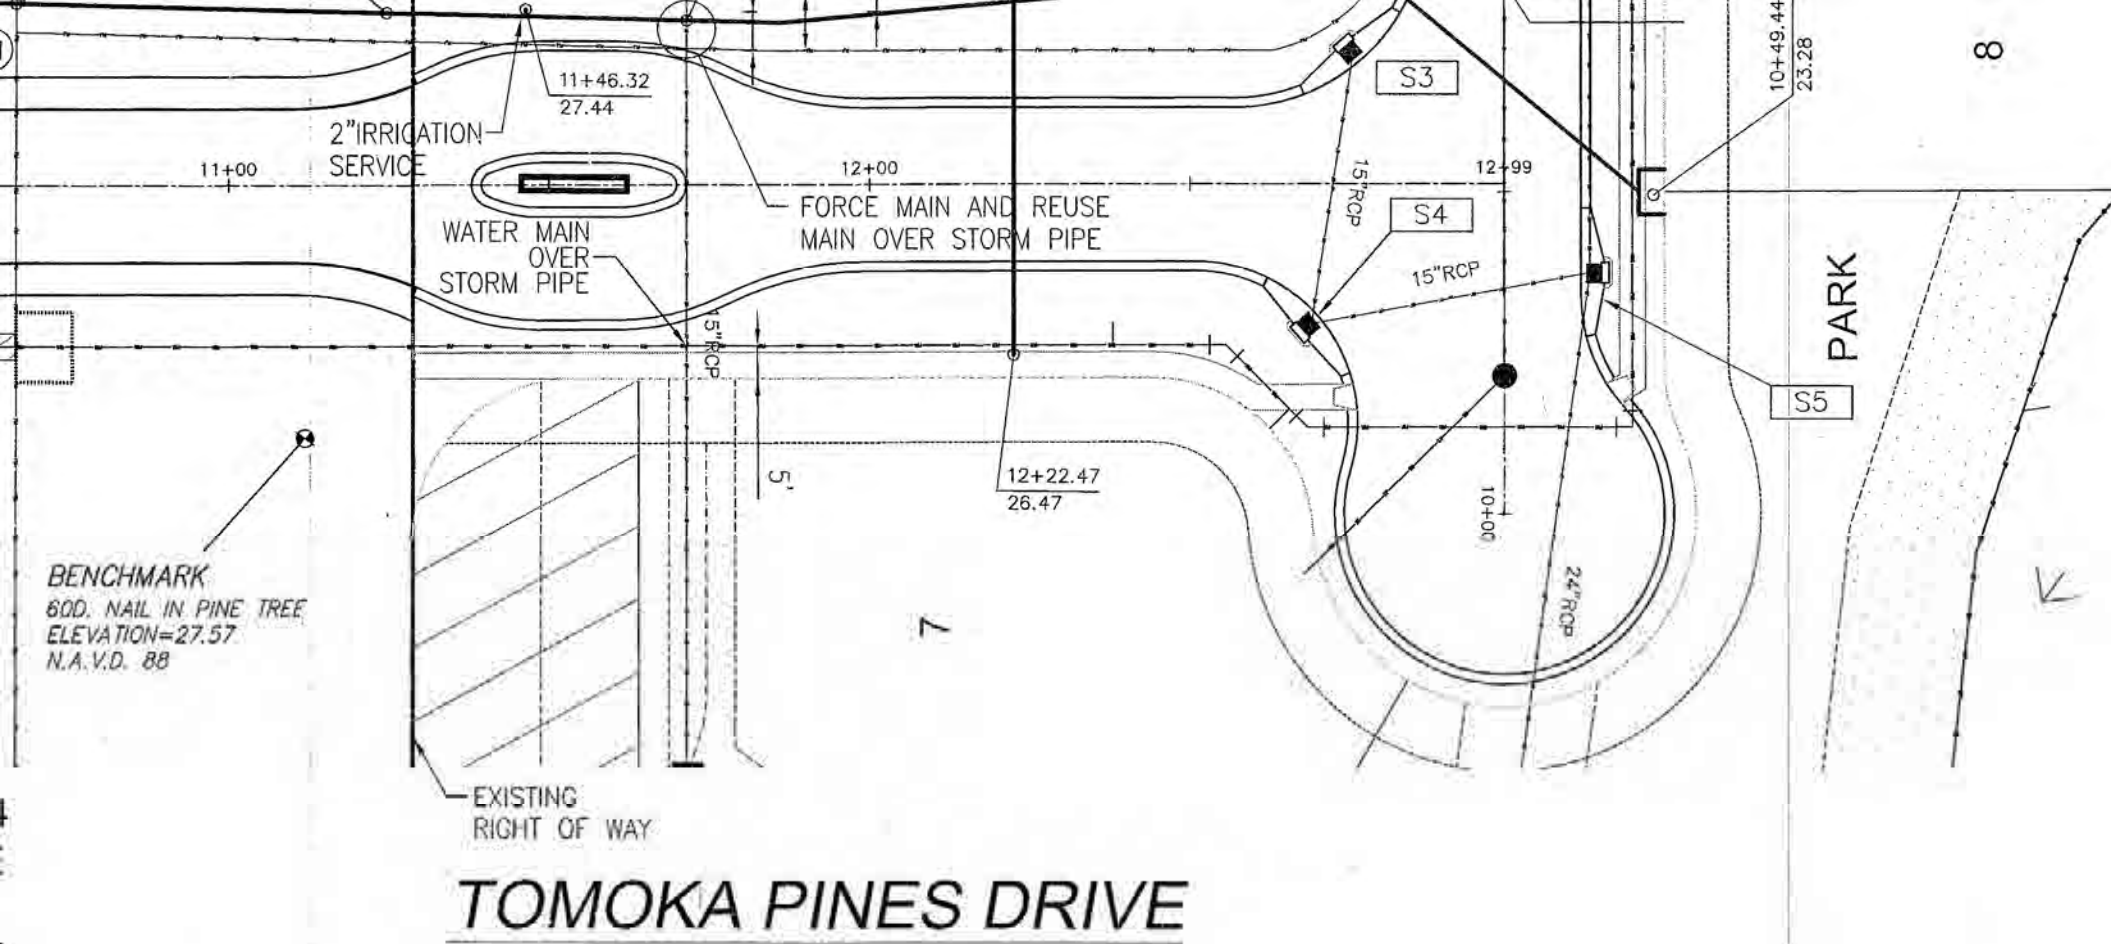 10+49.44
23.28
8
S3
11+46.32
27.44
2"IRRIGATION
SERVICE
11+00
12+00
12+99
15"RCP
FORCE MAIN AND REUSE
MAIN OVER STORM PIPE
S4
WATER MAIN
OVER
STORM PIPE
15"RCP
PARK
15"RCP
S5
5'
12+22.47
26.47
10+00
BENCHMARK
60D. NAIL IN PINE TREE
ELEVATION=27.57
N.A.V.D. 88
7
24"RCP
EXISTING
RIGHT OF WAY
TOMOKA PINES DRIVE